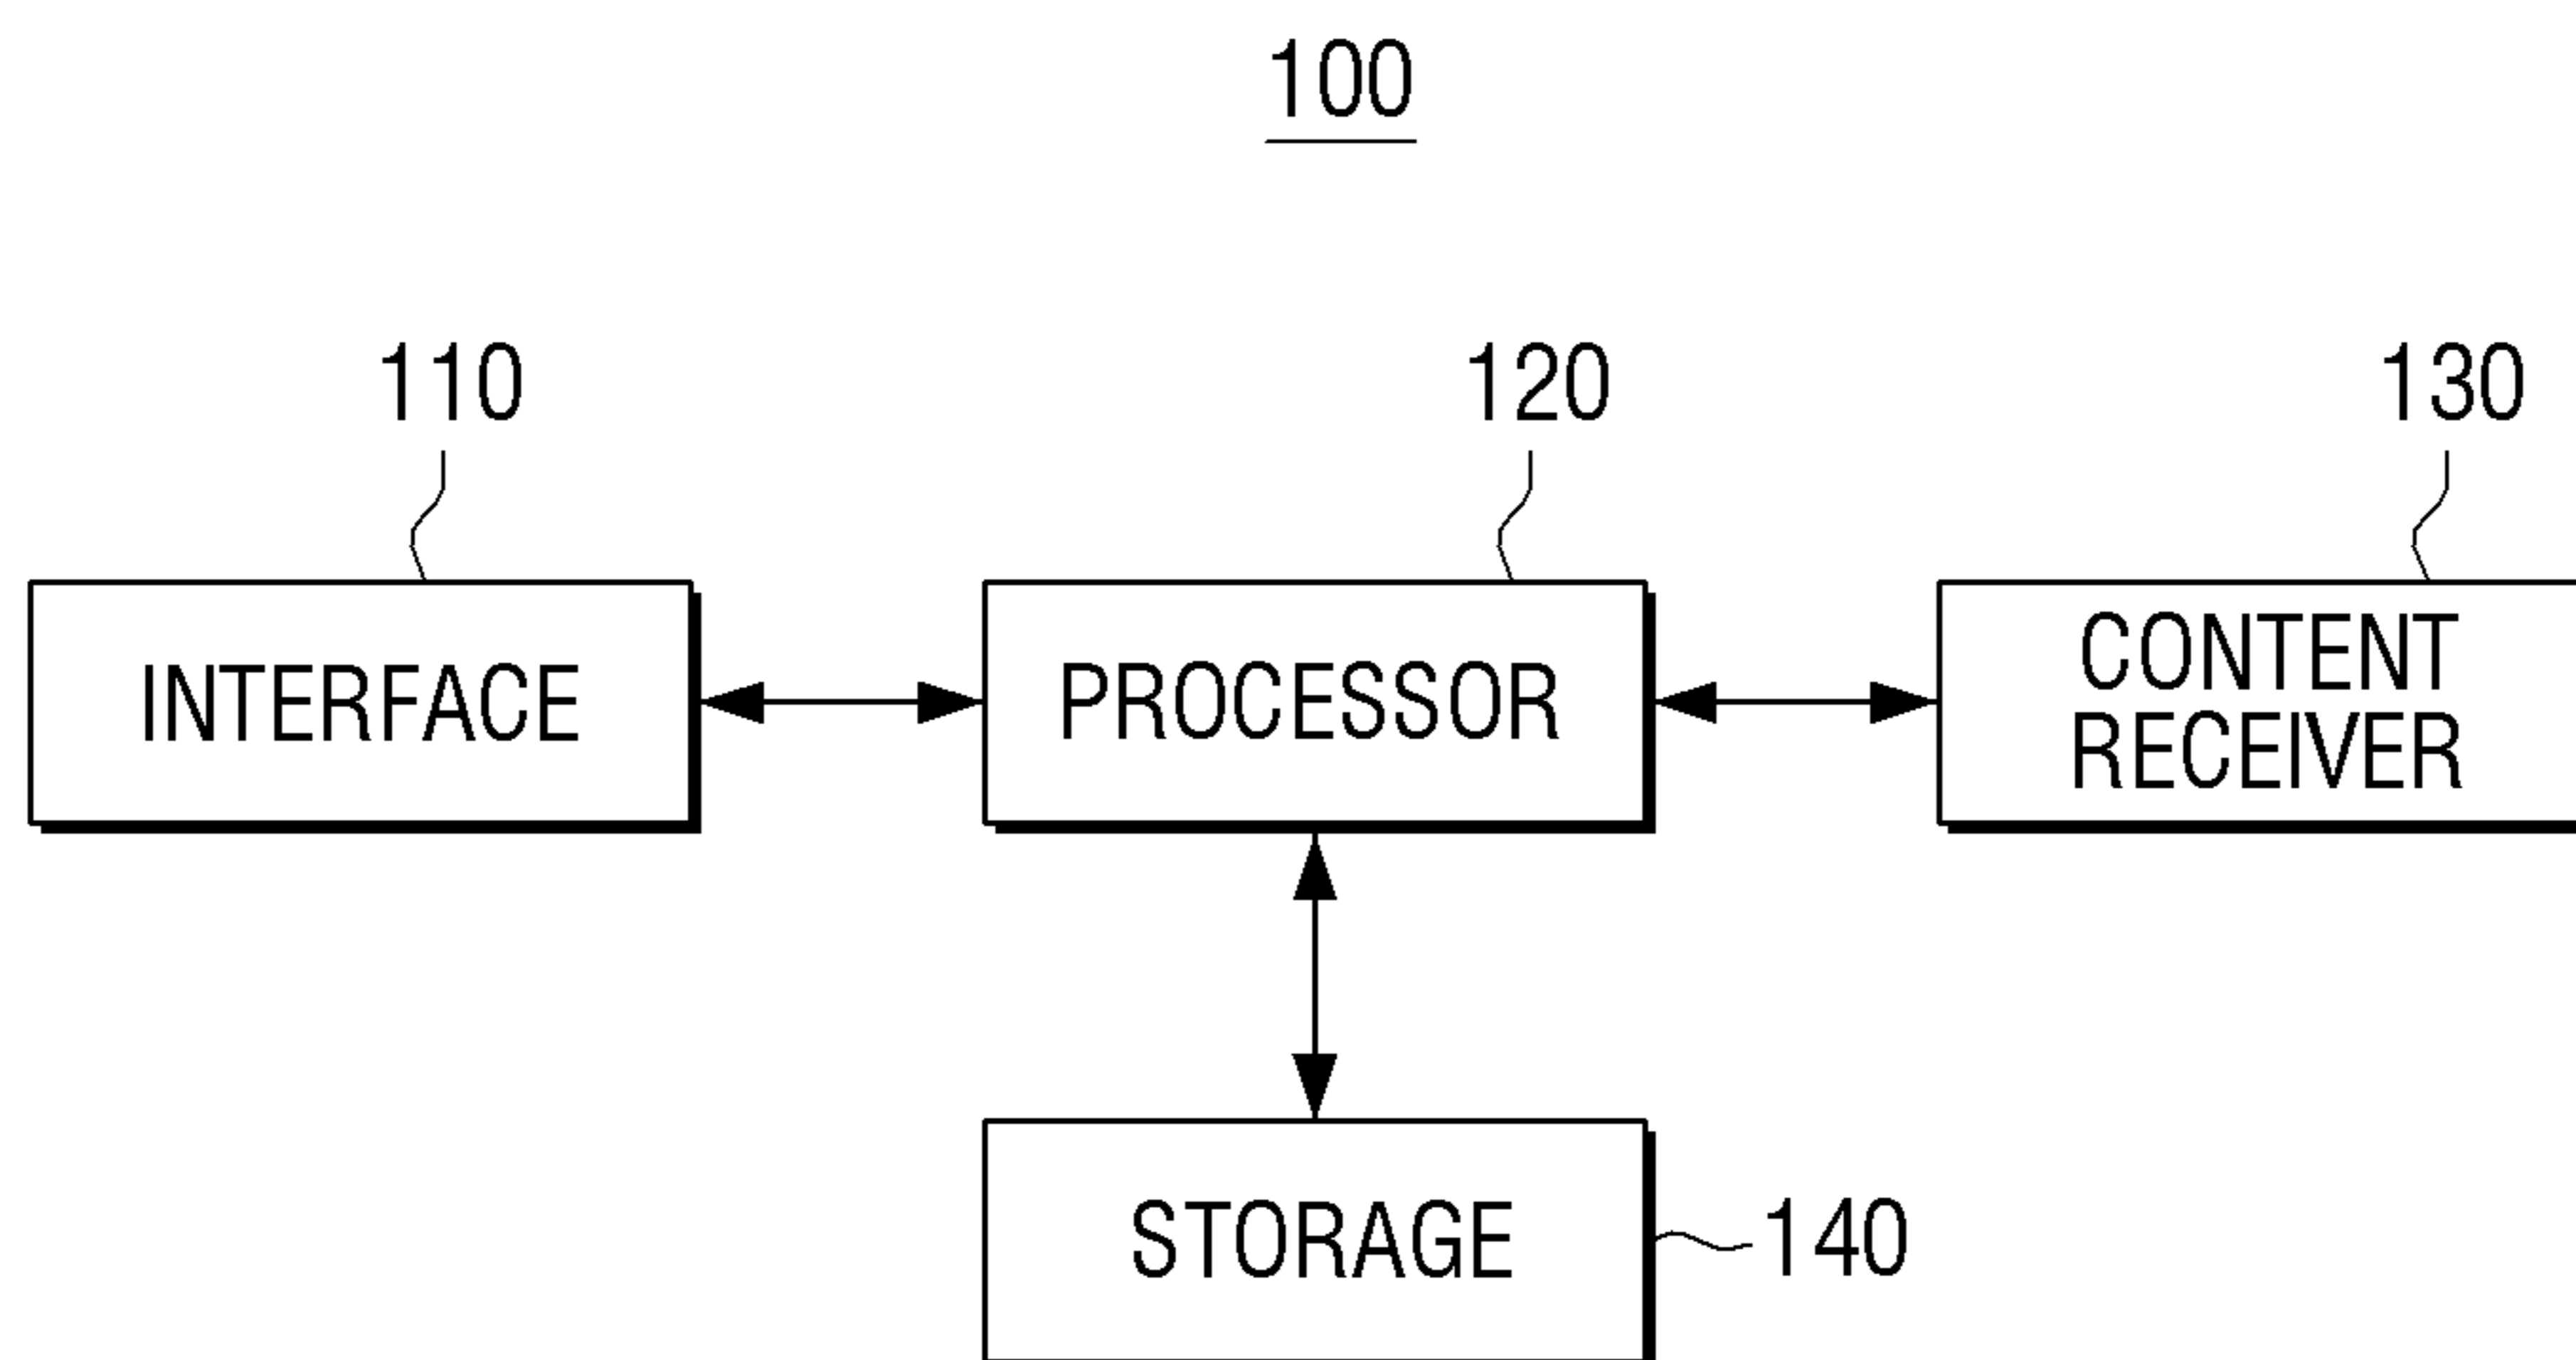 100
110
120
130
INTERFACE
PROCESSOR
CONTENT
RECEIVER
STORAGE
140